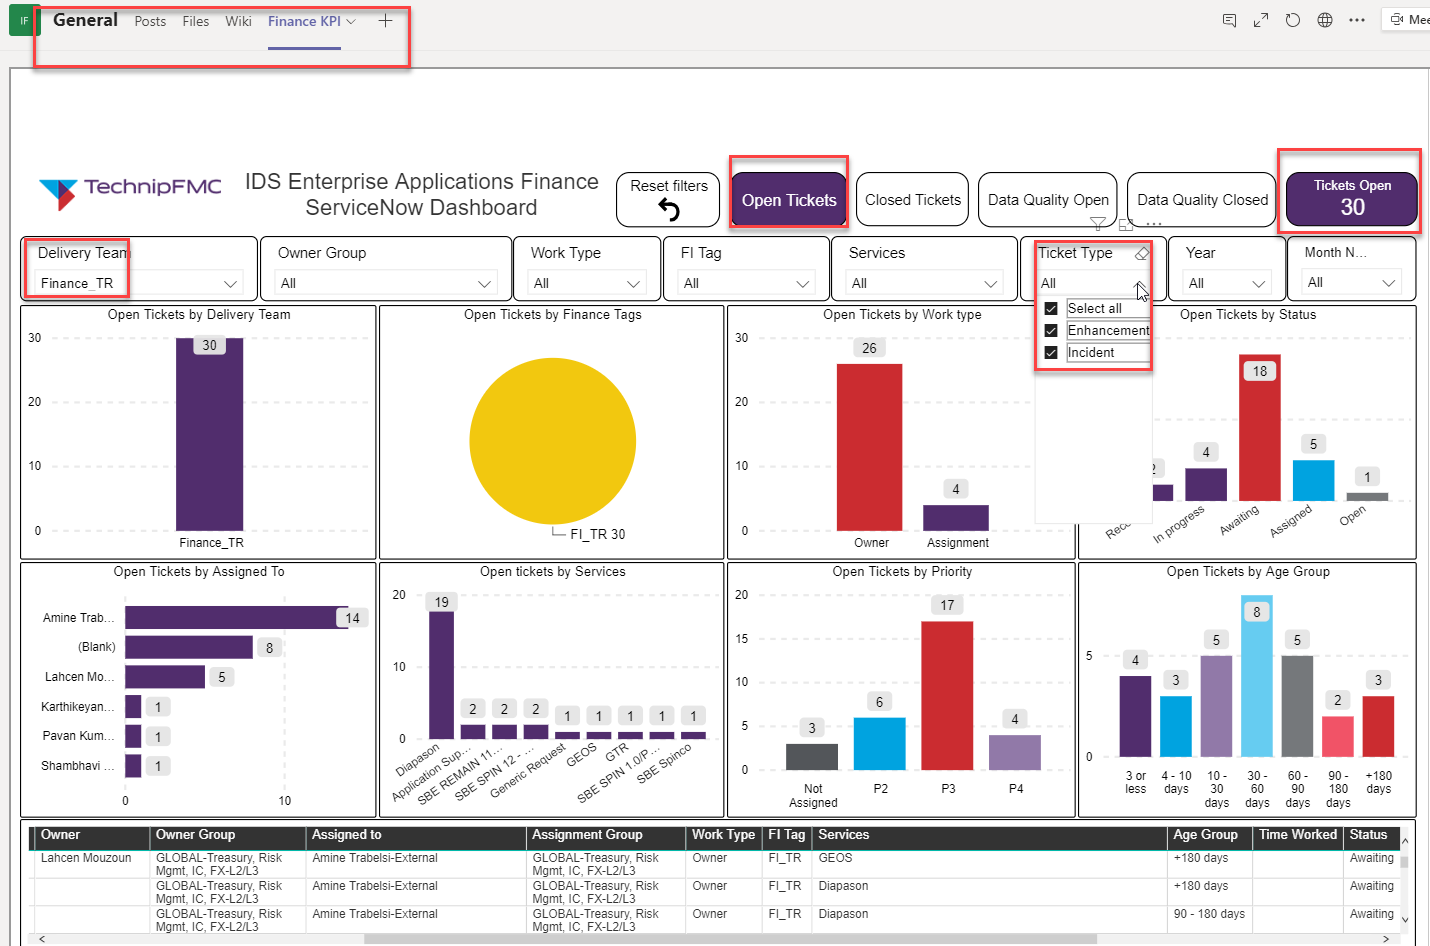 IF General Posts Files Wiki Finance KPI
Mee
TechnipFMC
IDS Enterprise Applications Finance
ServiceNow Dashboard
Reset filters
Open Tickets
Closed Tickets
Data Quality Open
Data Quality Closed
Tickets Open
30
Delivery Team
Finance_TR
Owner Group
All
Work Type
All
FI Tag
All
Services
All
Ticket Type
All
Select all
Enhancement
Incident
Year
All
Month N...
All
Open Tickets by Delivery Team
30
20
10
0
30
Finance_TR
Open Tickets by Finance Tags
FI_TR 30
Open Tickets by Work type
30
20
10
0
26
4
Owner
Assignment
Open Tickets by Status
2
4
18
5
1
In progress
Awaiting
Assigned
Open
Open Tickets by Assigned To
Amine Trab...
14
(Blank)
8
Lahcen Mo...
5
Karthikeyan...
1
Pavan Kum...
1
Shambhavi ...
1
0
10
Open tickets by Services
20
10
0
19
2
2
2
1
1
1
1
1
Diapason
Application Sup...
SBE REMAIN 11...
SBE SPIN 12 - ...
Generic Request
GEOS
GTR
SBE SPIN 1.0/P...
SBE Spinco
Open Tickets by Priority
20
15
10
5
0
3
6
17
4
Not
Assigned
P2
P3
P4
Open Tickets by Age Group
5
0
4
3
5
8
5
2
3
3 or
less
4 - 10
days
10 -
30
days
30 -
60
days
60 -
90
days
90 -
180
days
+180
days
Owner Owner Group Assigned to Assignment Group Work Type FI Tag Services Age Group Time Worked Status
Lahcen Mouzoun GLOBAL-Treasury, Risk Amine Trabelsi-External GLOBAL-Treasury, Risk Owner FI_TR GEOS +180 days Awaiting
Mgmt, IC, FX-L2/L3 Mgmt, IC, FX-L2/L3
GLOBAL-Treasury, Risk Amine Trabelsi-External GLOBAL-Treasury, Risk Owner FI_TR Diapason +180 days Awaiting
Mgmt, IC, FX-L2/L3 Mgmt, IC, FX-L2/L3
GLOBAL-Treasury, Risk Amine Trabelsi-External GLOBAL-Treasury, Risk Owner FI_TR Diapason 90 - 180 days Awaiting
Mgmt, IC, FX-L2/L3 Mgmt, IC, FX-L2/L3